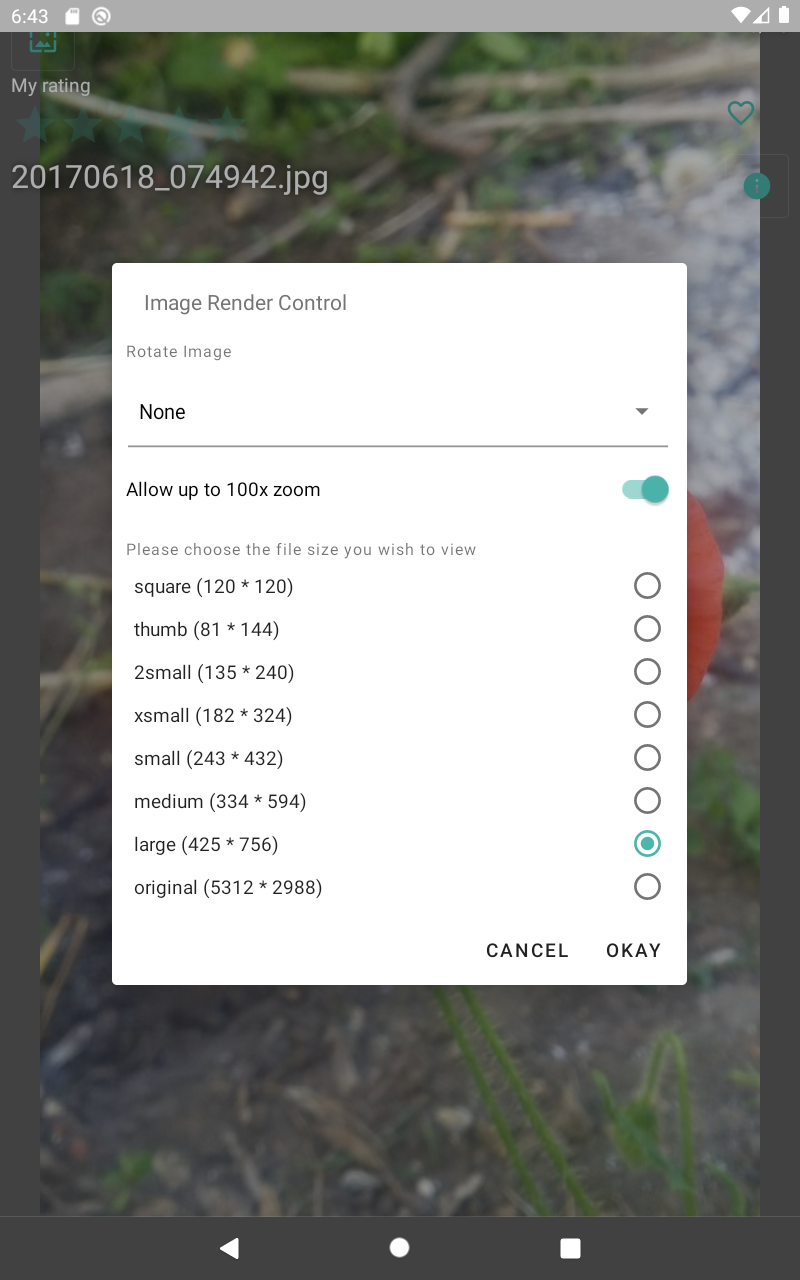 6:43
My rating
20170618_074942.jpg
Image Render Control
Rotate Image
None
Allow up to 100x zoom
Please choose the file size you wish to view
square (120 * 120)
thumb (81 * 144)
2small (135 * 240)
xsmall (182 * 324)
small (243 * 432)
medium (334 * 594)
large (425 * 756)
original (5312 * 2988)
CANCEL OKAY